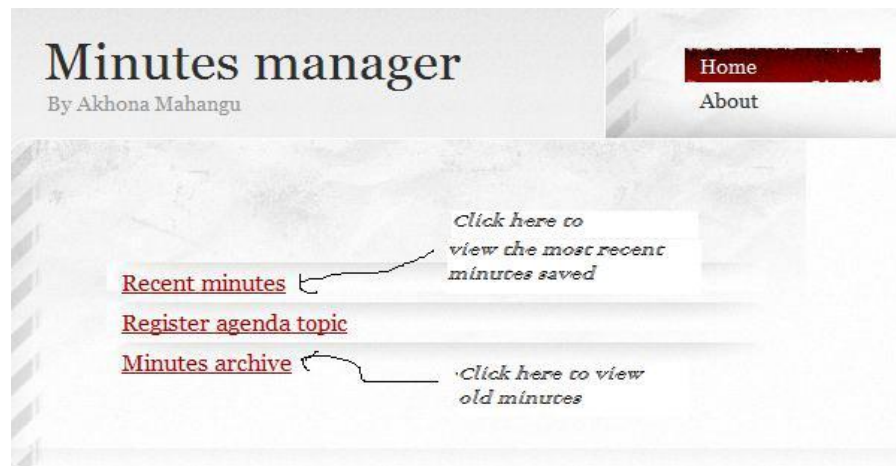 Minutes manager
By Akhona Mahangu
Home
About
Click here to
view the most recent
minutes saved
Recent minutes
Register agenda topic
Minutes archive
Click here to view
old minutes